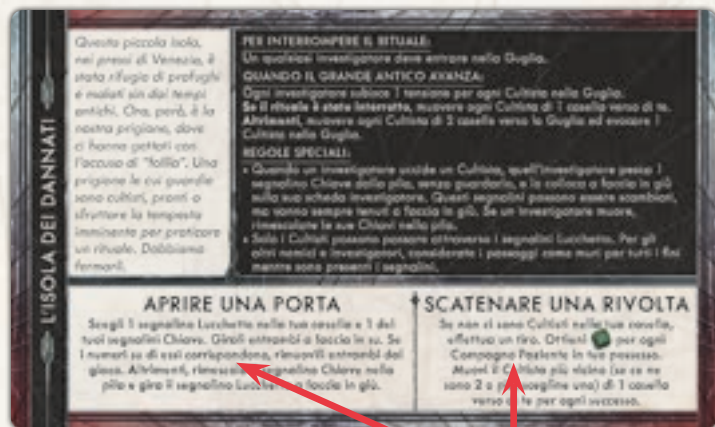 L'ISOLA DEI DANNATI
Questa piccola isola,
nei pressi di Venezia, è
stata rifugio di profughi
e malati sin dai tempi
antichi. Ora, però, è la
nostra prigione, dove
ci hanno gettati con
l'accusa di "follia". Una
prigione le cui guardie
sono cultisti, pronti a
sfruttare la tempesta
imminente per praticare
un rituale. Dobbiamo
fermarli.
PER INTERROMPERE IL RITUALE:
Un qualsiasi investigatore deve entrare nella Guglia.
QUANDO IL GRANDE ANTICO AVANZA:
Ogni investigatore subisce 1 tensione per ogni Cultista nella Guglia.
Se il rituale è stato interrotto, muovere ogni Cultista di 1 casella verso di te.
Altrimenti, muovere ogni Cultista di 2 caselle verso la Guglia ed evocare 1
Cultista nella Guglia.
REGOLE SPECIALI:
• Quando un investigatore uccide un Cultista, quell'investigatore pesca 1
segnalino Chiave dalla pila, senza guardarlo, e lo colloca a faccia in giù
sulla sua scheda investigatore. Questi segnalini possono essere scambiati,
ma vanno sempre tenuti a faccia in giù. Se un investigatore muore,
rimescolate le sue Chiavi nella pila.
• Solo i Cultisti possono passare attraverso i segnalini Lucchetto. Per gli
altri nemici e investigatori, considerate i passaggi come muri per tutti i fini
mentre sono presenti i segnalini.
APRIRE UNA PORTA
Scegli 1 segnalino Lucchetto nella tua casella e 1 dei
tuoi segnalini Chiave. Girali entrambi a faccia in su. Se
i numeri su di essi corrispondono, rimuovili entrambi dal
gioco. Altrimenti, rimescola il segnalino Chiave nella
pila e gira il segnalino Lucchetto a faccia in giù.
SCATENARE UNA RIVOLTA
Se non ci sono Cultisti nella tua casella,
effettua un tiro. Ottieni per ogni
Compagno Paziente in tuo possesso.
Muovi il Cultista più vicino (se ce ne
sono 2 o più, scegline uno) di 1 casella
verso di te per ogni successo.